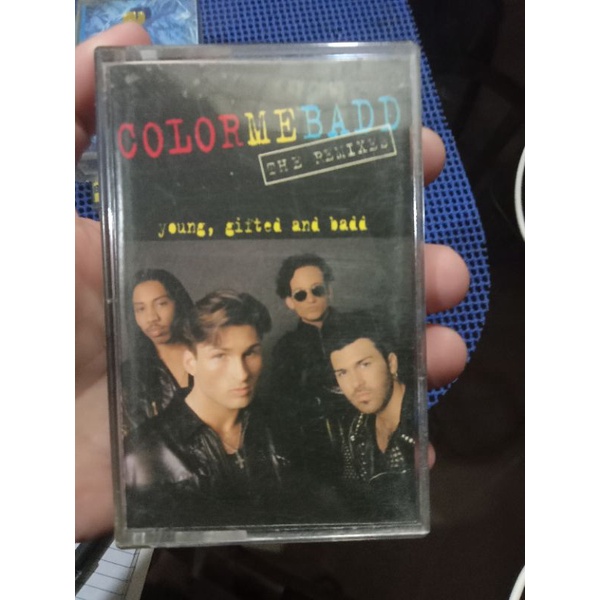 COLORMEBADD
THE REMIXES
young, gifted and badd